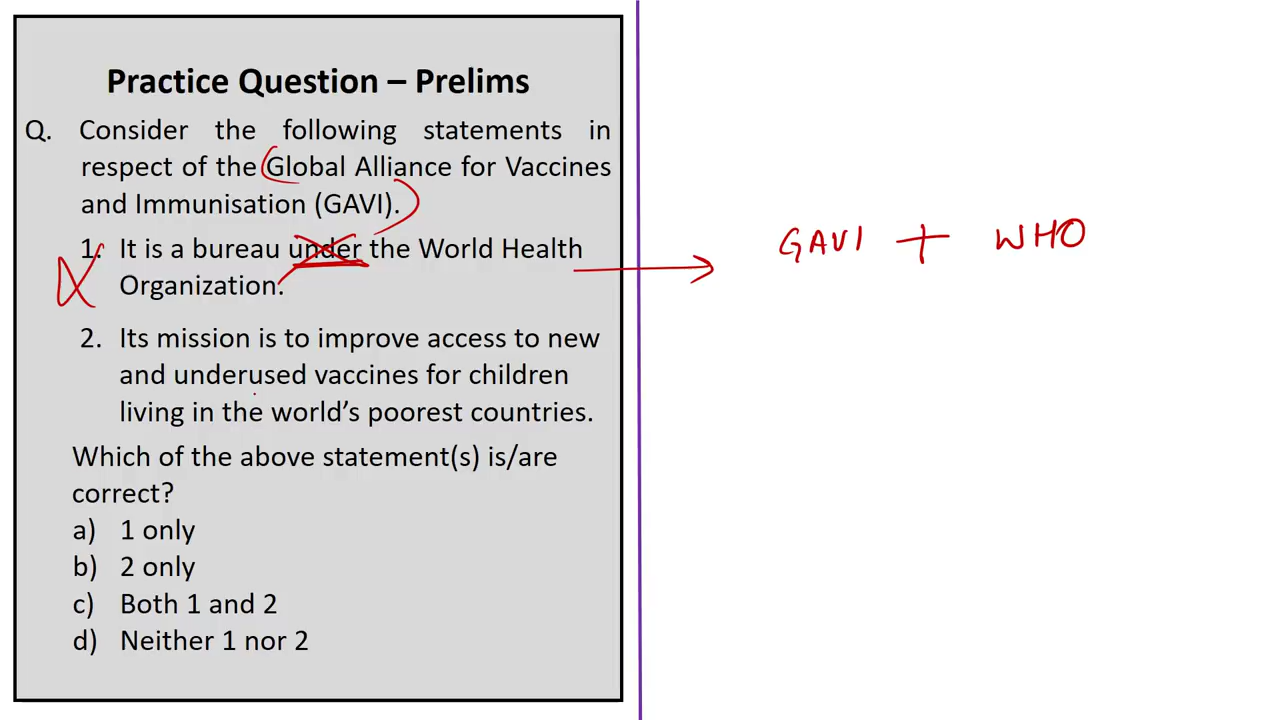 Practice Question – Prelims
Q. Consider the following statements in
respect of the Global Alliance for Vaccines
and Immunisation (GAVI).
1. It is a bureau under the World Health
Organization.
2. Its mission is to improve access to new
and underused vaccines for children
living in the world’s poorest countries.
Which of the above statement(s) is/are
correct?
a) 1 only
b) 2 only
c) Both 1 and 2
d) Neither 1 nor 2
GAVI + WHO